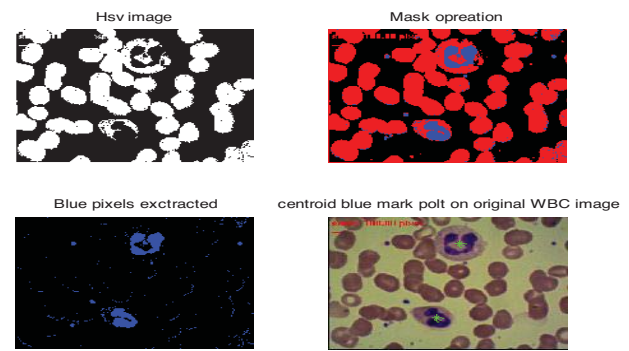 Hsv image
Mask opreation
Blue pixels exctracted
centroid blue mark polt on original WBC image